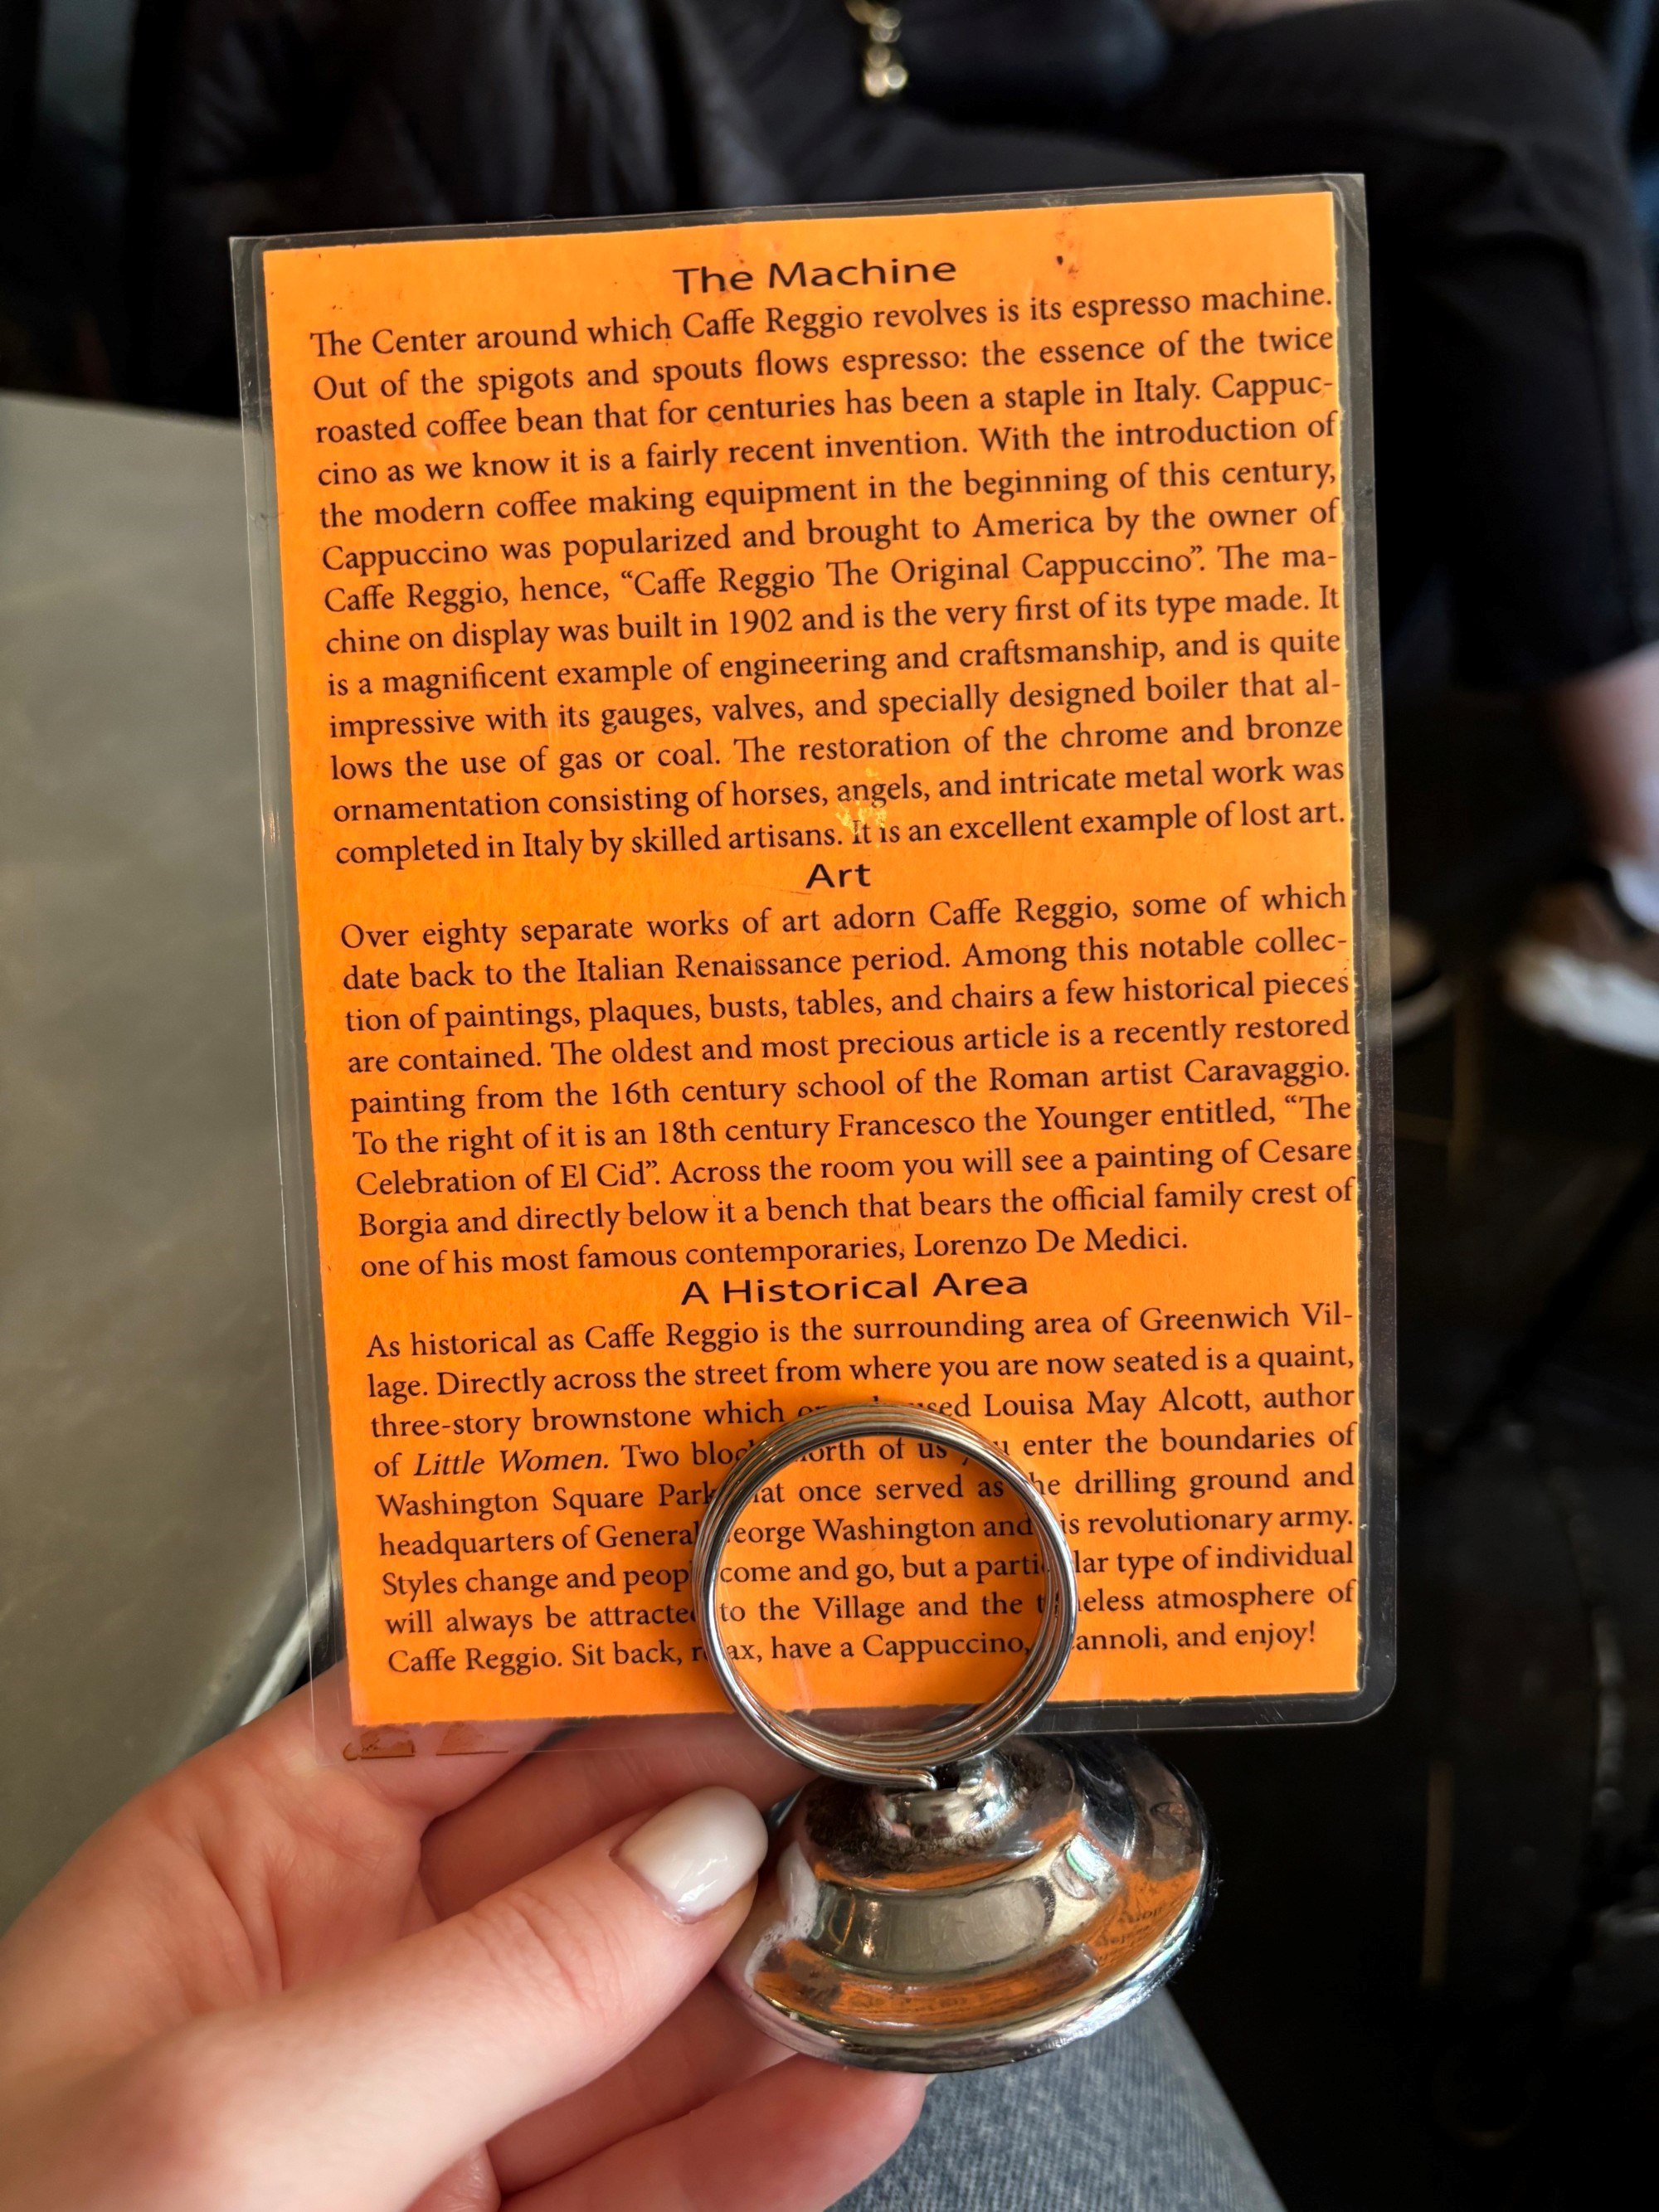 The Machine
The Center around which Caffe Reggio revolves is its espresso machine.
Out of the spigots and spouts flows espresso: the essence of the twice
roasted coffee bean that for centuries has been a staple in Italy. Cappuc-
cino as we know it is a fairly recent invention. With the introduction of
the modern coffee making equipment in the beginning of this century,
Cappuccino was popularized and brought to America by the owner of
Caffe Reggio, hence, “Caffe Reggio The Original Cappuccino”. The ma-
chine on display was built in 1902 and is the very first of its type made. It
is a magnificent example of engineering and craftsmanship, and is quite
impressive with its gauges, valves, and specially designed boiler that al-
lows the use of gas or coal. The restoration of the chrome and bronze
ornamentation consisting of horses, angels, and intricate metal work was
completed in Italy by skilled artisans. It is an excellent example of lost art.
Art
Over eighty separate works of art adorn Caffe Reggio, some of which
date back to the Italian Renaissance period. Among this notable collec-
tion of paintings, plaques, busts, tables, and chairs a few historical pieces
are contained. The oldest and most precious article is a recently restored
painting from the 16th century school of the Roman artist Caravaggio.
To the right of it is an 18th century Francesco the Younger entitled, “The
Celebration of El Cid”. Across the room you will see a painting of Cesare
Borgia and directly below it a bench that bears the official family crest of
one of his most famous contemporaries, Lorenzo De Medici.
A Historical Area
As historical as Caffe Reggio is the surrounding area of Greenwich Vil-
lage. Directly across the street from where you are now seated is a quaint,
three-story brownstone which Louisa May Alcott, author
of Little Women. Two blocks north of us you enter the boundaries of
Washington Square Park that once served as the drilling ground and
headquarters of General George Washington and his revolutionary army.
Styles change and people come and go, but a particular type of individual
will always be attracted to the Village and the timeless atmosphere of
Caffe Reggio. Sit back, relax, have a Cappuccino, cannoli, and enjoy!